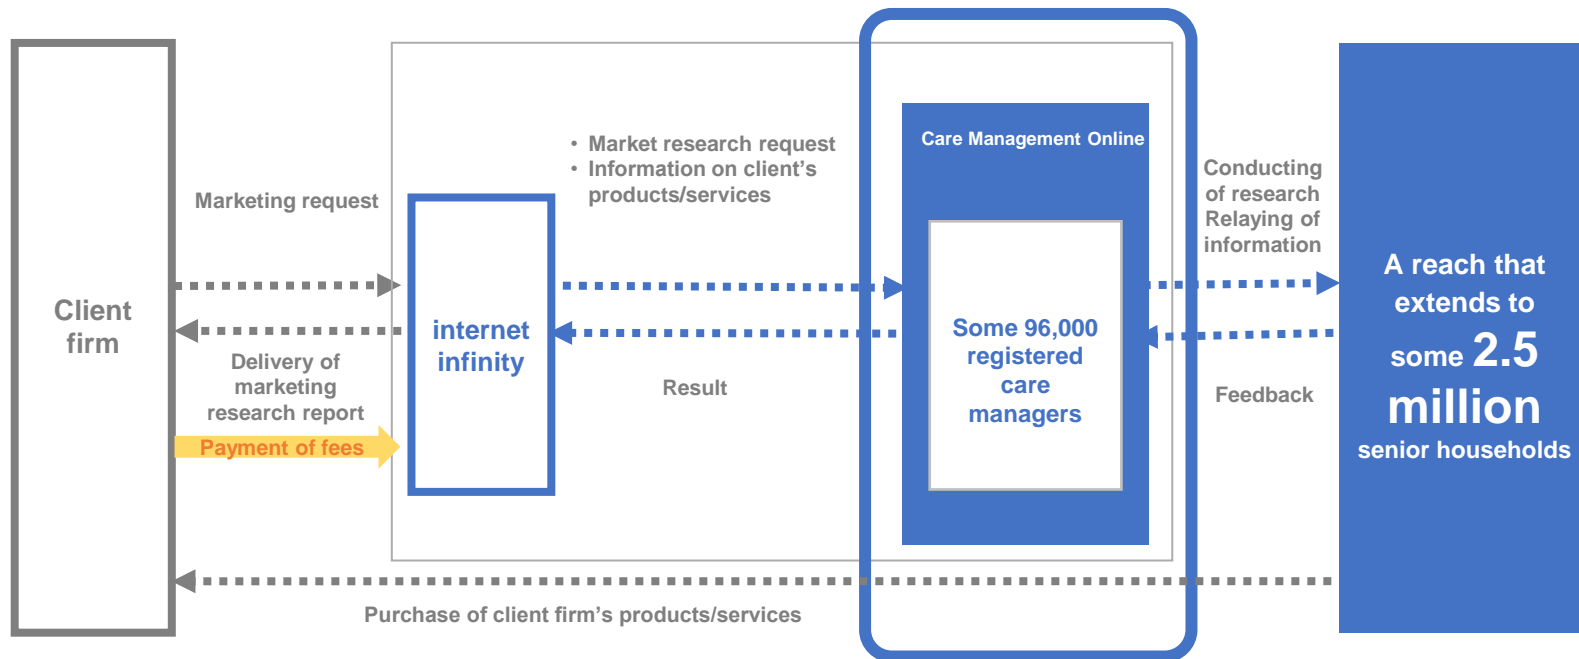 Client
firm
Marketing request
Delivery of
marketing
research report
Payment of fees
internet
infinity
• Market research request
• Information on client’s
products/services
Result
Care Management Online
Some 96,000
registered
care
managers
Conducting
of research
Relaying of
information
Feedback
A reach that
extends to
some 2.5
million
senior households
Purchase of client firm’s products/services